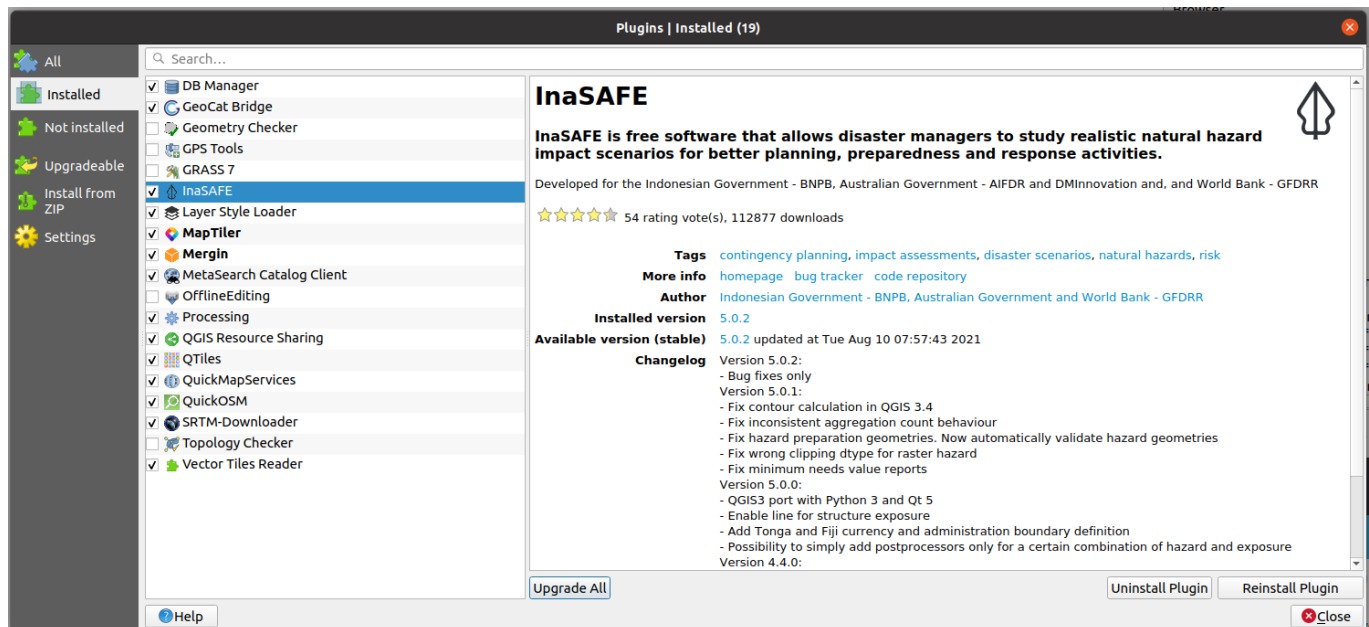 Plugins | Installed (19)
All
Installed
Not installed
Upgradeable
Install from
ZIP
Settings
Search...
DB Manager
GeoCat Bridge
Geometry Checker
GPS Tools
GRASS 7
InaSAFE
Layer Style Loader
MapTiler
Mergin
MetaSearch Catalog Client
OfflineEditing
Processing
QGIS Resource Sharing
QTiles
QuickMapServices
QuickOSM
SRTM-Downloader
Topology Checker
Vector Tiles Reader
InaSAFE
InaSAFE is free software that allows disaster managers to study realistic natural hazard
impact scenarios for better planning, preparedness and response activities.
Developed for the Indonesian Government - BNPB, Australian Government - AIFDR and DMInnovation and, and World Bank - GFDRR
54 rating vote(s), 112877 downloads
Tags contingency planning, impact assessments, disaster scenarios, natural hazards, risk
More info homepage bug tracker code repository
Author Indonesian Government - BNPB, Australian Government and World Bank - GFDRR
Installed version 5.0.2
Available version (stable) 5.0.2 updated at Tue Aug 10 07:57:43 2021
Changelog Version 5.0.2:
- Bug fixes only
Version 5.0.1:
- Fix contour calculation in QGIS 3.4
- Fix inconsistent aggregation count behaviour
- Fix hazard preparation geometries. Now automatically validate hazard geometries
- Fix wrong clipping dtype for raster hazard
- Fix minimum needs value reports
Version 5.0.0:
- QGIS3 port with Python 3 and Qt 5
- Enable line for structure exposure
- Add Tonga and Fiji currency and administration boundary definition
- Possibility to simply add postprocessors only for a certain combination of hazard and exposure
Version 4.4.0:
Upgrade All
Uninstall Plugin
Reinstall Plugin
Help
Close